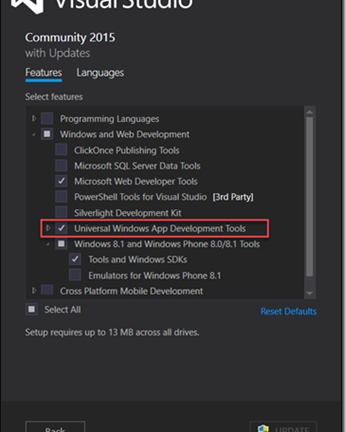 Visual Studio
Community 2015
with Updates
Features Languages
Select features
Programming Languages
Windows and Web Development
ClickOnce Publishing Tools
Microsoft SQL Server Data Tools
Microsoft Web Developer Tools
PowerShell Tools for Visual Studio [3rd Party]
Silverlight Development Kit
Universal Windows App Development Tools
Windows 8.1 and Windows Phone 8.0/8.1 Tools
Tools and Windows SDKs
Emulators for Windows Phone 8.1
Cross Platform Mobile Development
Select All
Reset Defaults
Setup requires up to 13 MB across all drives.
Back
UPDATE